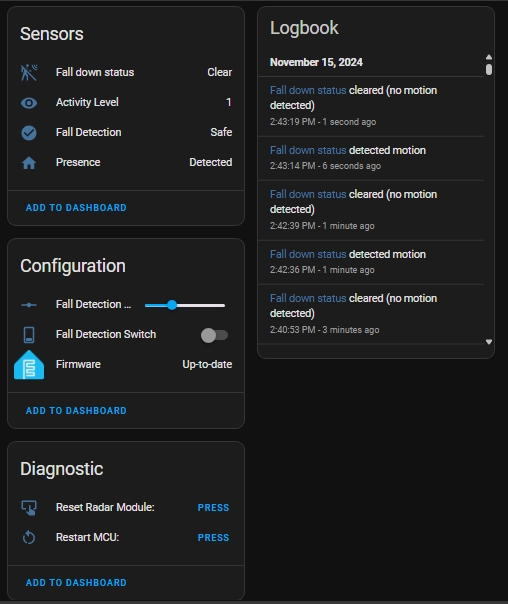 Sensors
Fall down status Clear
Activity Level 1
Fall Detection Safe
Presence Detected
ADD TO DASHBOARD
Configuration
Fall Detection ...
Fall Detection Switch
Firmware Up-to-date
ADD TO DASHBOARD
Diagnostic
Reset Radar Module: PRESS
Restart MCU: PRESS
ADD TO DASHBOARD
Logbook
November 15, 2024
Fall down status cleared (no motion
detected)
2:43:19 PM - 1 second ago
Fall down status detected motion
2:43:14 PM - 6 seconds ago
Fall down status cleared (no motion
detected)
2:42:39 PM - 1 minute ago
Fall down status detected motion
2:42:36 PM - 1 minute ago
Fall down status cleared (no motion
detected)
2:40:53 PM - 3 minutes ago